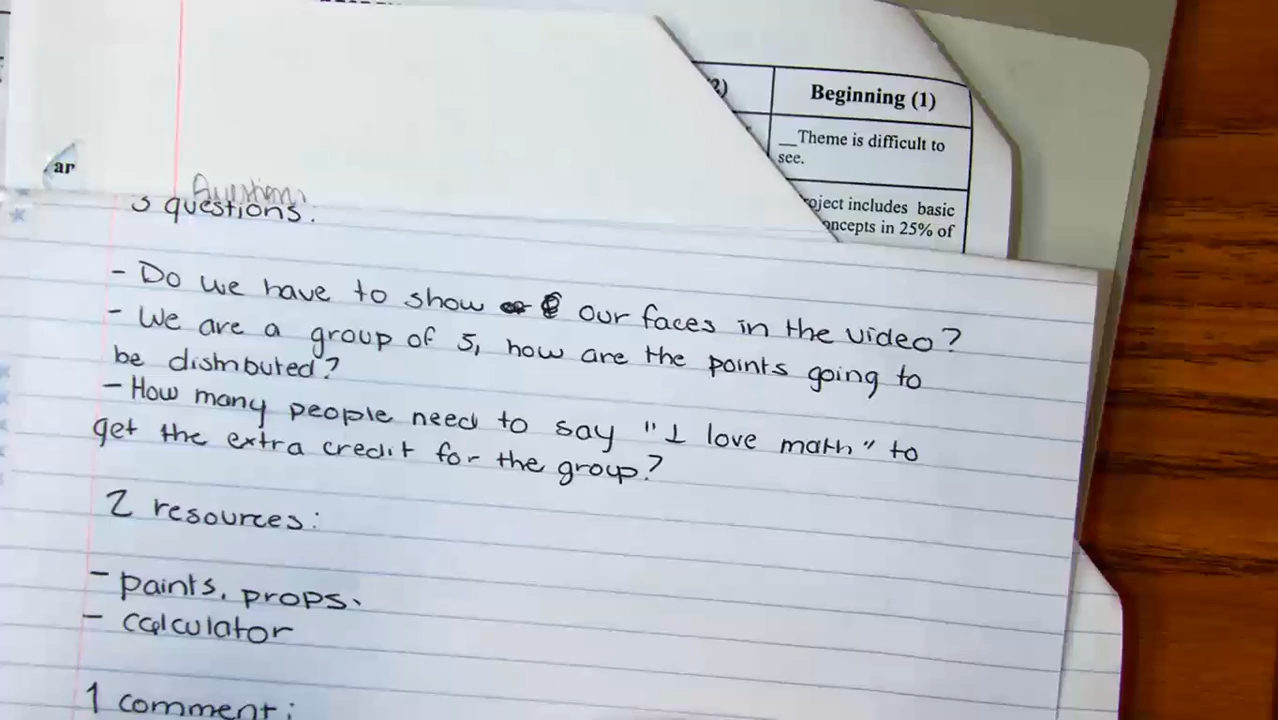 2)
Beginning (1)
__Theme is difficult to
see.
oject includes basic
oncepts in 25% of
ar
3 questions.
- Do we have to show our faces in the video?
- We are a group of 5, how are the points going to
be distributed?
- How many people need to say "I love math" to
get the extra credit for the group?
2 resources:
- paints, props.
- calculator
1 comment: